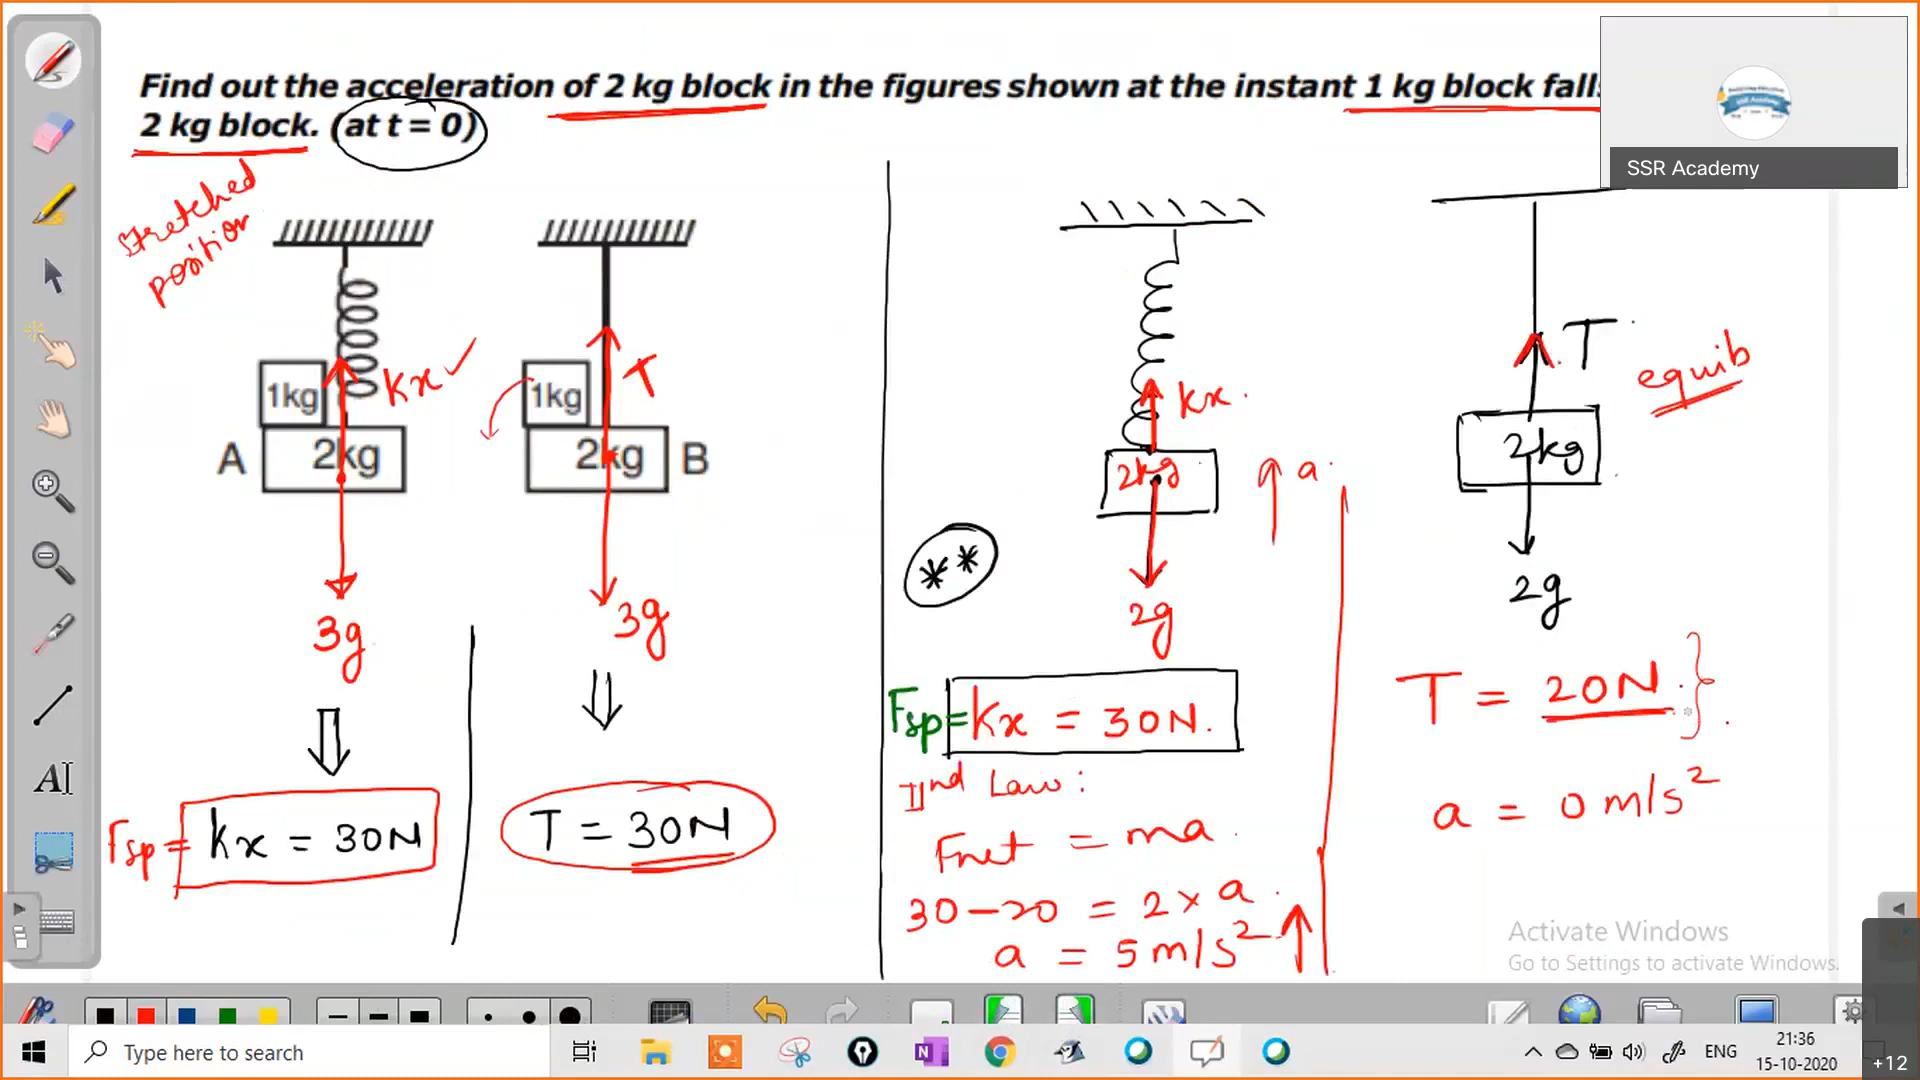 Find out the acceleration of 2 kg block in the figures shown at the instant 1 kg block falls
2 kg block. (at t = 0)
SSR Academy
Stretched
position
1kg
kx
2kg
A
3g
1kg
T
2kg
B
3g
Fsp = kx = 30N
T = 30N
kx.
2kg
a
2g
**
Fsp = kx = 30N.
IInd Law:
Fnet = ma
30 - 20 = 2 x a
a = 5 m/s2
T
equib
2kg
2g
T = 20N
a = 0 m/s2
Activate Windows
Go to Settings to activate Windows.
A
Type here to search
N
ENG
21:36
15-10-2020
+12